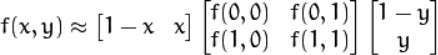 f(x, y) ≈ [1 − x  x] [f(0, 0)  f(0, 1); f(1, 0)  f(1, 1)] [1 − y; y]